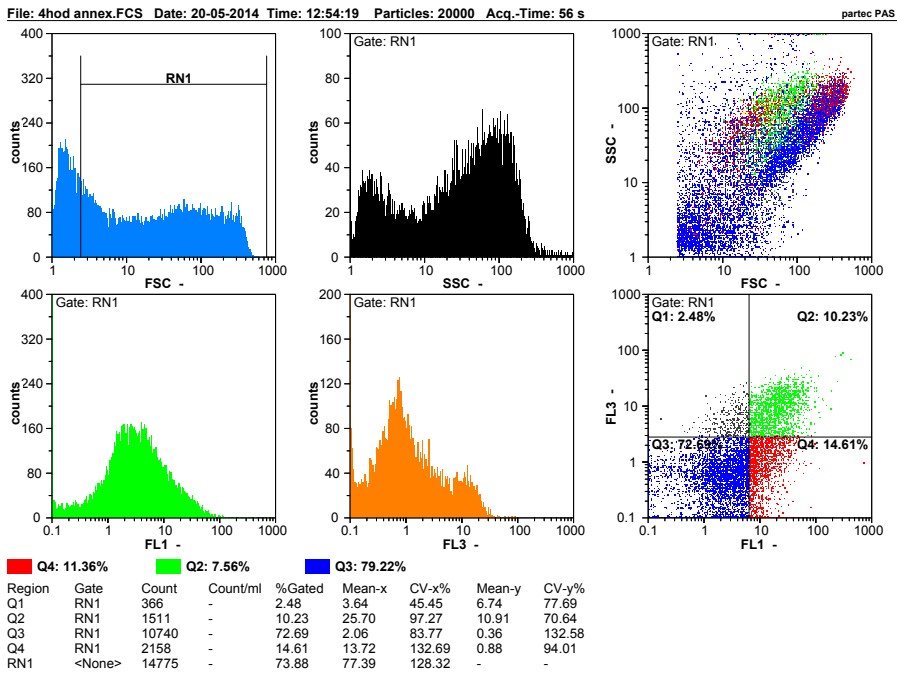 File: 4hod annex.FCS Date: 20-05-2014 Time: 12:54:19 Particles: 20000 Acq.-Time: 56 s partec PAS
400
320
240
160
80
0
counts
RN1
1 10 100 1000
FSC -
100
80
60
40
20
0
counts
Gate: RN1
1 10 100 1000
SSC -
1000
100
10
1
SSC -
Gate: RN1
1 10 100 1000
FSC -
400
320
240
160
80
0
counts
Gate: RN1
0.1 1 10 100 1000
FL1 -
200
160
120
80
40
0
counts
Gate: RN1
0.1 1 10 100 1000
FL3 -
1000
100
10
1
0.1
FL3 -
Gate: RN1
Q1: 2.48% Q2: 10.23%
Q3: 72.69% Q4: 14.61%
0.1 1 10 100 1000
FL1 -
Q4: 11.36% Q2: 7.56% Q3: 79.22%
Region Gate Count Count/ml %Gated Mean-x CV-x% Mean-y CV-y%
Q1 RN1 366 - 2.48 3.64 45.45 6.74 77.69
Q2 RN1 1511 - 10.23 25.70 97.27 10.91 70.64
Q3 RN1 10740 - 72.69 2.06 83.77 0.36 132.58
Q4 RN1 2158 - 14.61 13.72 132.69 0.88 94.01
RN1 <None> 14775 - 73.88 77.39 128.32 - -